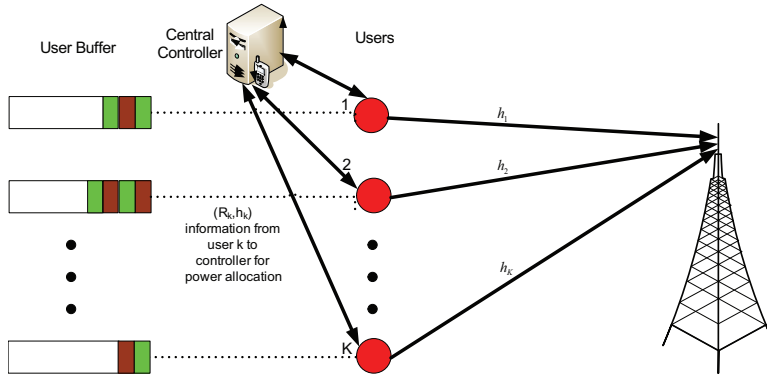 User Buffer
Central
Controller
Users
1
h₁
2
h₂
(Rₖ,hₖ)
information from
user k to
controller for
power allocation
h_K
K